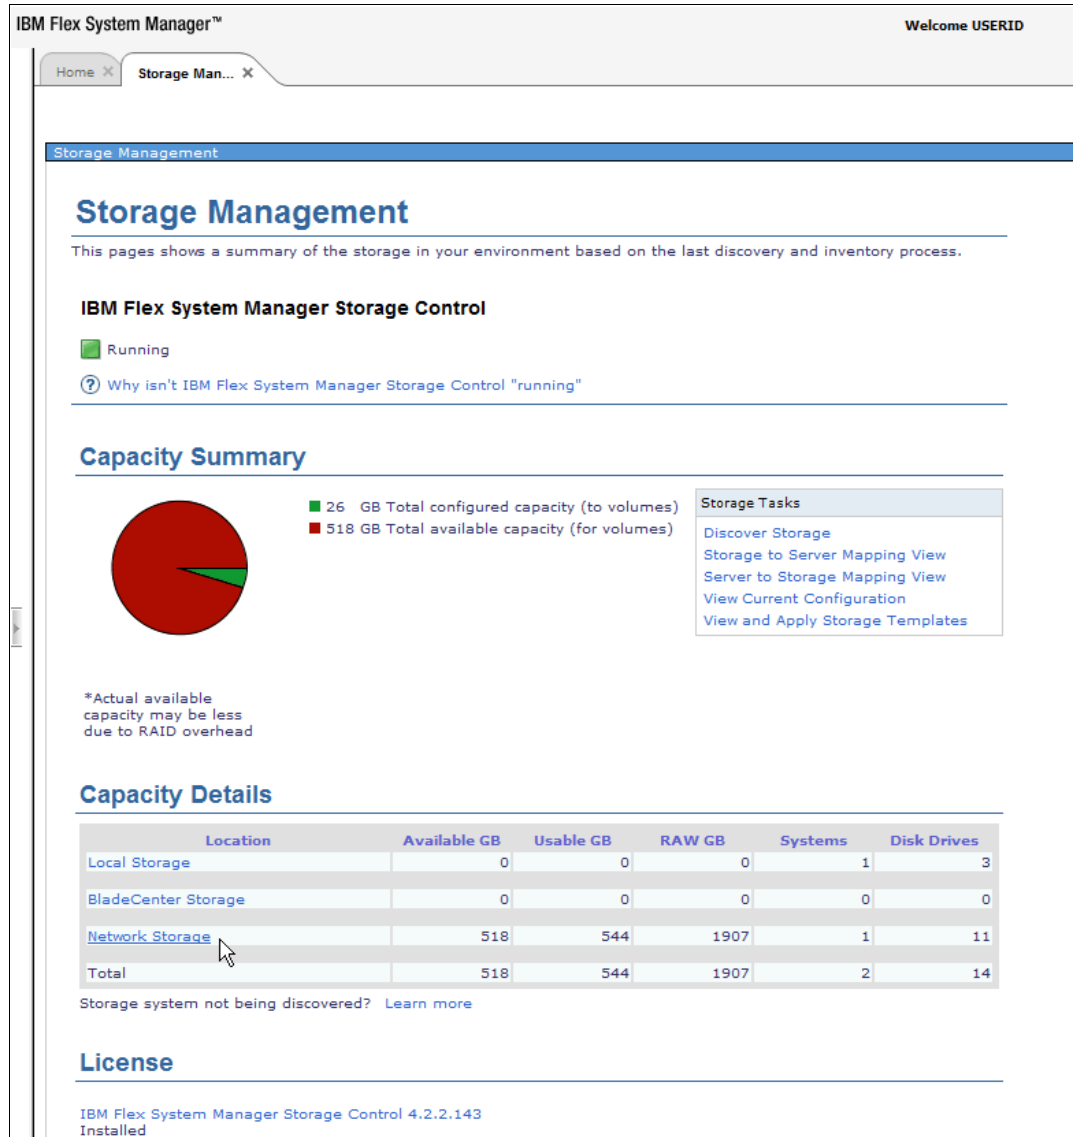 IBM Flex System Manager™ Welcome USERID
Home Storage Man...
Storage Management
Storage Management
This pages shows a summary of the storage in your environment based on the last discovery and inventory process.
IBM Flex System Manager Storage Control
Running
? Why isn't IBM Flex System Manager Storage Control "running"
Capacity Summary
26 GB Total configured capacity (to volumes)
518 GB Total available capacity (for volumes)
Storage Tasks
Discover Storage
Storage to Server Mapping View
Server to Storage Mapping View
View Current Configuration
View and Apply Storage Templates
*Actual available
capacity may be less
due to RAID overhead
Capacity Details
Location Available GB Usable GB RAW GB Systems Disk Drives
Local Storage 0 0 0 1 3
BladeCenter Storage 0 0 0 0 0
Network Storage 518 544 1907 1 11
Total 518 544 1907 2 14
Storage system not being discovered? Learn more
License
IBM Flex System Manager Storage Control 4.2.2.143
Installed